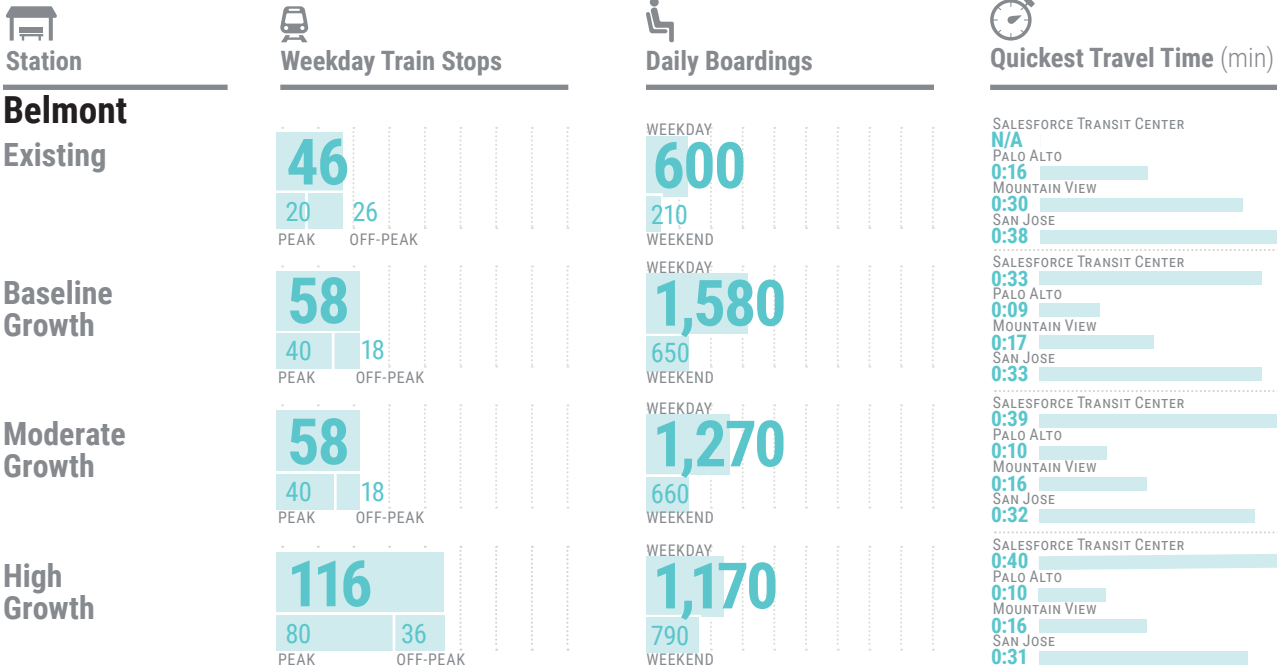 Station
Weekday Train Stops
Daily Boardings
Quickest Travel Time (min)
Belmont
Existing
46
20 26
PEAK OFF-PEAK
WEEKDAY
600
210
WEEKEND
SALESFORCE TRANSIT CENTER
N/A
PALO ALTO
0:16
MOUNTAIN VIEW
0:30
SAN JOSE
0:38
Baseline
Growth
58
40 18
PEAK OFF-PEAK
WEEKDAY
1,580
650
WEEKEND
SALESFORCE TRANSIT CENTER
0:33
PALO ALTO
0:09
MOUNTAIN VIEW
0:17
SAN JOSE
0:33
Moderate
Growth
58
40 18
PEAK OFF-PEAK
WEEKDAY
1,270
660
WEEKEND
SALESFORCE TRANSIT CENTER
0:39
PALO ALTO
0:10
MOUNTAIN VIEW
0:16
SAN JOSE
0:32
High
Growth
116
80 36
PEAK OFF-PEAK
WEEKDAY
1,170
790
WEEKEND
SALESFORCE TRANSIT CENTER
0:40
PALO ALTO
0:10
MOUNTAIN VIEW
0:16
SAN JOSE
0:31